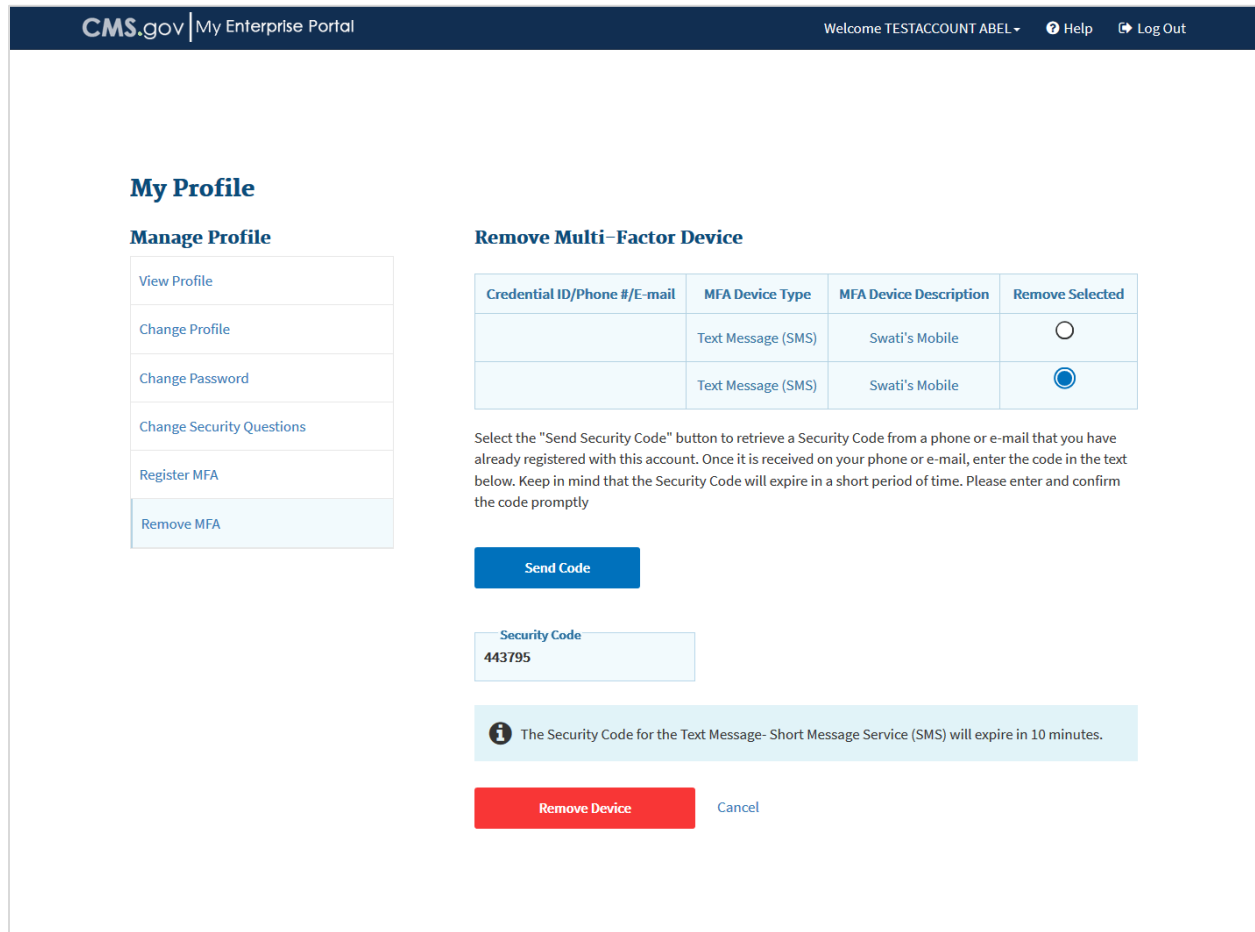 CMS.gov My Enterprise Portal
Welcome TESTACCOUNT ABEL Help Log Out
My Profile
Manage Profile
View Profile
Change Profile
Change Password
Change Security Questions
Register MFA
Remove MFA
Remove Multi-Factor Device
Credential ID/Phone #/E-mail MFA Device Type MFA Device Description Remove Selected
Text Message (SMS) Swati's Mobile
Text Message (SMS) Swati's Mobile
Select the "Send Security Code" button to retrieve a Security Code from a phone or e-mail that you have
already registered with this account. Once it is received on your phone or e-mail, enter the code in the text
below. Keep in mind that the Security Code will expire in a short period of time. Please enter and confirm
the code promptly
Send Code
Security Code
443795
The Security Code for the Text Message- Short Message Service (SMS) will expire in 10 minutes.
Remove Device Cancel